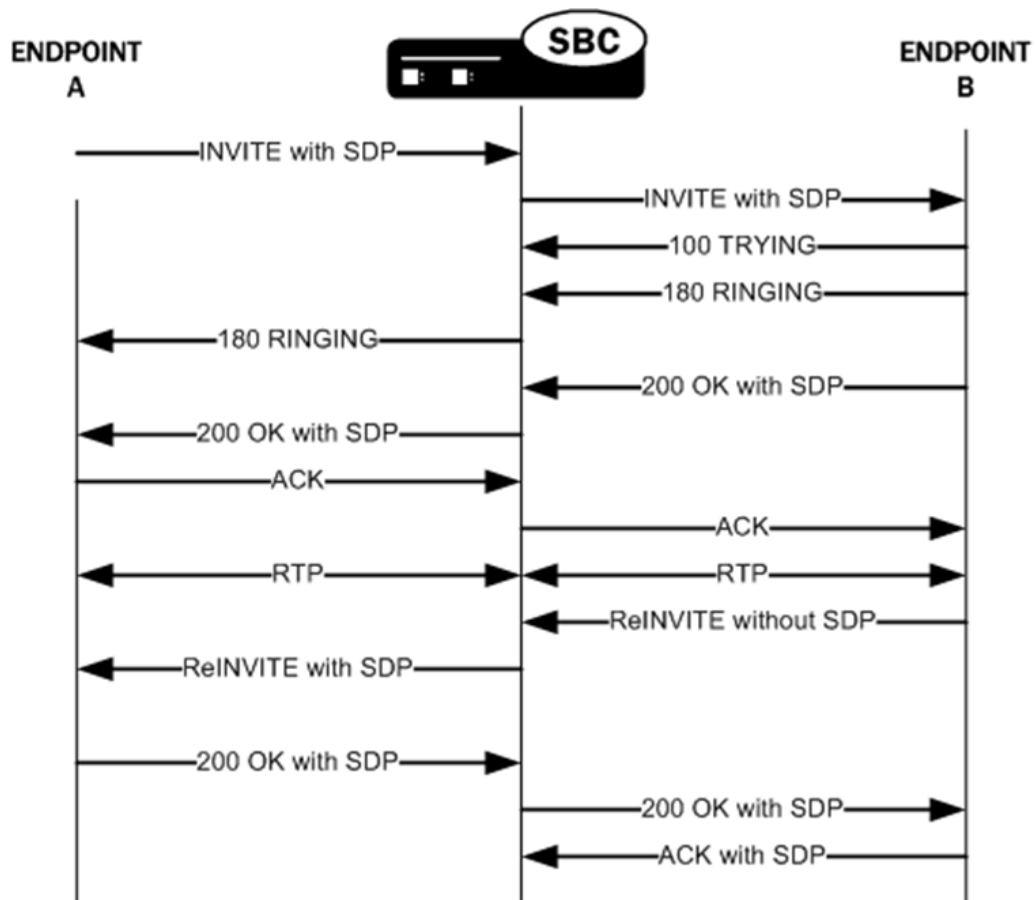 SBC
ENDPOINT
A
ENDPOINT
B
INVITE with SDP
INVITE with SDP
100 TRYING
180 RINGING
180 RINGING
200 OK with SDP
200 OK with SDP
ACK
ACK
RTP
RTP
ReINVITE without SDP
ReINVITE with SDP
200 OK with SDP
200 OK with SDP
ACK with SDP